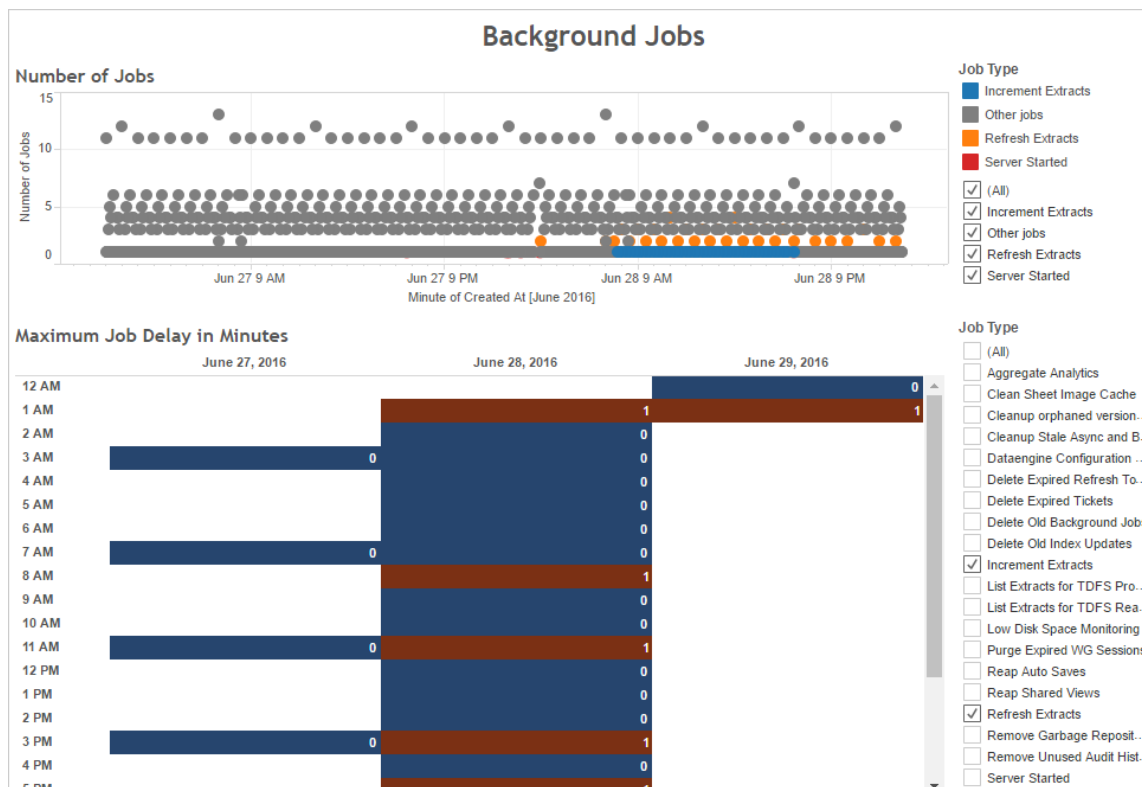 Background Jobs
Number of Jobs
15
10
5
0
Number of Jobs
Jun 27 9 AM Jun 27 9 PM Jun 28 9 AM Jun 28 9 PM
Minute of Created At [June 2016]
Job Type
Increment Extracts
Other jobs
Refresh Extracts
Server Started
(All)
Increment Extracts
Other jobs
Refresh Extracts
Server Started
Maximum Job Delay in Minutes
June 27, 2016 June 28, 2016 June 29, 2016
12 AM 0
1 AM 1 1
2 AM 0
3 AM 0 0
4 AM 0
5 AM 0
6 AM 0
7 AM 0 0
8 AM 1
9 AM 0
10 AM 0
11 AM 0 1
12 PM 0
1 PM 0
2 PM 0
3 PM 0 1
4 PM 0
5 PM 1
Job Type
(All)
Aggregate Analytics
Clean Sheet Image Cache
Cleanup orphaned version...
Cleanup Stale Async and B...
Dataengine Configuration ...
Delete Expired Refresh To...
Delete Expired Tickets
Delete Old Background Job
Delete Old Index Updates
Increment Extracts
List Extracts for TDFS Pro...
List Extracts for TDFS Rea...
Low Disk Space Monitoring
Purge Expired WG Sessions
Reap Auto Saves
Reap Shared Views
Refresh Extracts
Remove Garbage Reposit...
Remove Unused Audit Hist...
Server Started